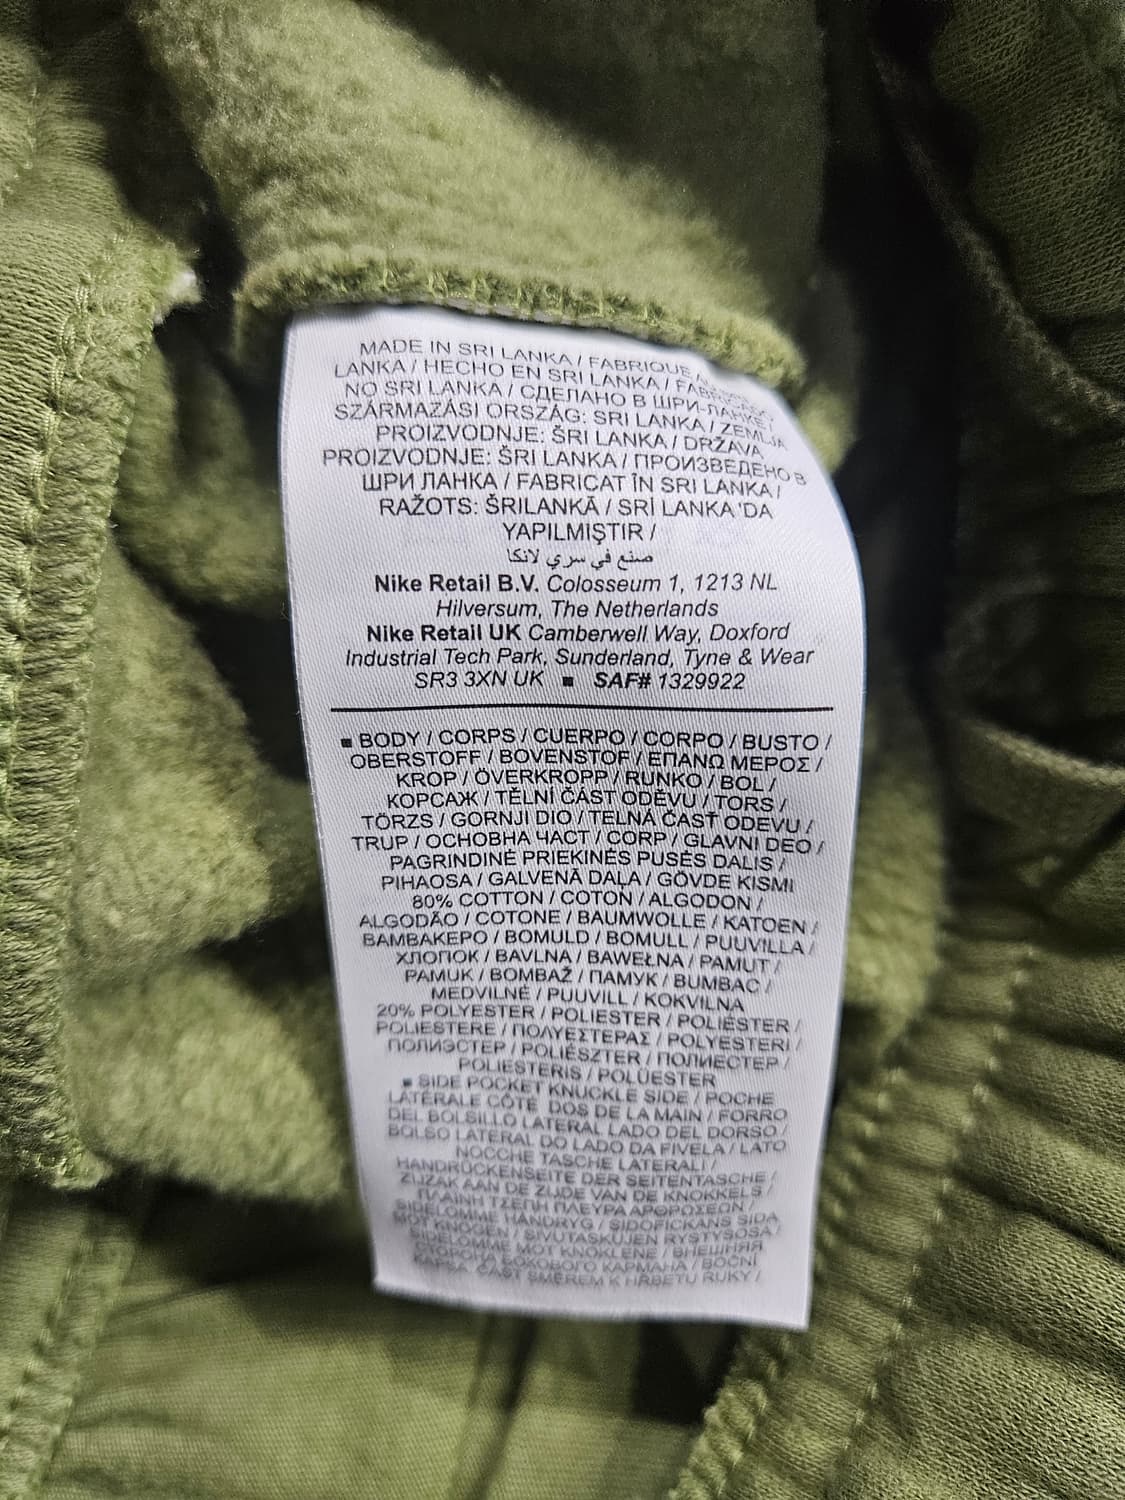 MADE IN SRI LANKA / FABRIQUE
LANKA / HECHO EN SRI LANKA /
NO SRI LANKA / СДЕЛАНО В ШРИ-ЛАНКЕ /
SZÁRMAZÁSI ORSZÁG: SRI LANKA / ZEMLJA
PROIZVODNJE: ŠRI LANKA / DRŽAVA
PROIZVODNJE: ŠRI LANKA / ПРОИЗВЕДЕНО В
ШРИ ЛАНКА / FABRICAT ÎN SRI LANKA /
RAŽOTS: ŠRILANKĀ / SRİ LANKA'DA
YAPILMIŞTIR /
صنع في سري لانكا
Nike Retail B.V. Colosseum 1, 1213 NL
Hilversum, The Netherlands
Nike Retail UK Camberwell Way, Doxford
Industrial Tech Park, Sunderland, Tyne & Wear
SR3 3XN UK ■ SAF# 1329922
■ BODY / CORPS / CUERPO / CORPO / BUSTO /
OBERSTOFF / BOVENSTOF / ΕΠΑΝΩ ΜΕΡΟΣ /
KROP / ÖVERKROPP / RUNKO / BOL /
КОРСАЖ / TĚLNÍ ČÁST ODĚVU / TORS /
TÖRZS / GORNJI DIO / TELNÁ ČASŤ ODEVU /
TRUP / ОСНОВНА ЧАСТ / CORP / GLAVNI DEO /
PAGRINDINĖ PRIEKINĖS PUSĖS DALIS /
PIHAOSA / GALVENĀ DAĻA / GÖVDE KISMI
80% COTTON / COTON / ALGODON /
ALGODÃO / COTONE / BAUMWOLLE / KATOEN /
ΒΑΜΒΑΚΕΡΟ / BOMULD / BOMULL / PUUVILLA /
ХЛОПОК / BAVLNA / BAWEŁNA / PAMUT /
PAMUK / BOMBAŽ / ПАМУК / BUMBAC /
MEDVILNĖ / PUUVILL / KOKVILNA
20% POLYESTER / POLIESTER / POLIÉSTER /
POLIESTERE / ΠΟΛΥΕΣΤΕΡΑΣ / POLYESTERI /
ПОЛИЭСТЕР / POLIÉSZTER / ПОЛИЕСТЕР /
POLIESTERIS / POLÜESTER
■ SIDE POCKET KNUCKLE SIDE / POCHE
LATÉRALE CÔTÉ DOS DE LA MAIN / FORRO
DEL BOLSILLO LATERAL LADO DEL DORSO /
BOLSO LATERAL DO LADO DA FIVELA / LATO
NOCCHE TASCHE LATERALI /
HANDRÜCKENSEITE DER SEITENTASCHE /
ZIJZAK AAN DE ZIJDE VAN DE KNOKKELS /
ΠΛΑΪΝΗ ΤΣΕΠΗ ΠΛΕΥΡΑ ΑΡΘΡΩΣΕΩΝ /
SIDELOMME HÅNDRYG / SIDOFICKANS SIDA
MOT KNOGEN / SIVUTASKUJEN RYSTYSOSA /
SIDELOMME MOT KNOKLENE / ВНЕШНЯЯ
СТОРОНА БОКОВОГО КАРМАНА / BOČNÍ
KAPSA, ČÁST SMĚREM K HŘBETU RUKY /